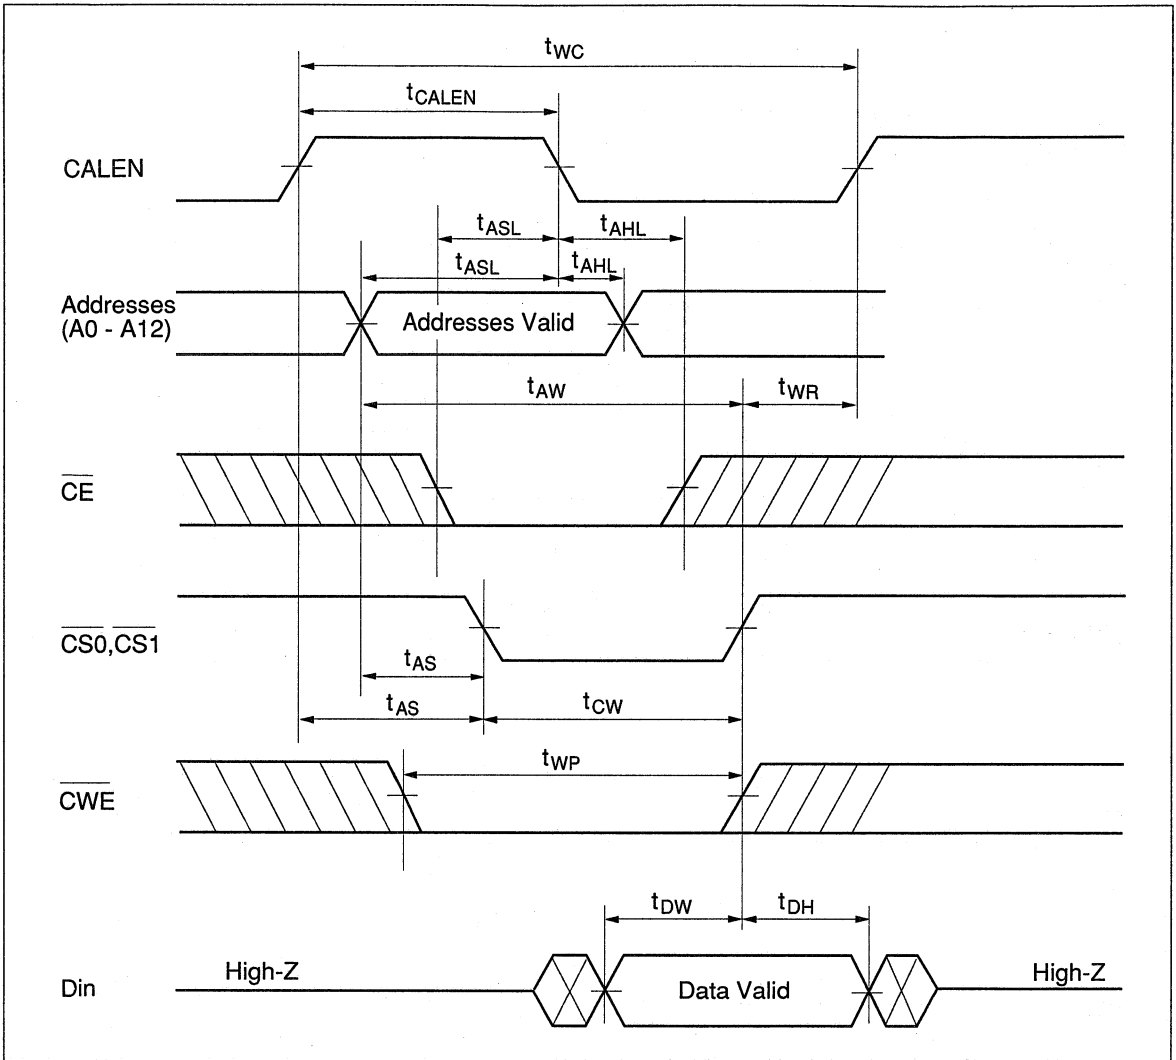 tWC
tCALEN
CALEN
tASL
tAHL
tASL
tAHL
Addresses
(A0 - A12)
Addresses Valid
tAW
tWR
CE
CS0,CS1
tAS
tAS
tCW
tWP
CWE
tDW
tDH
Din
High-Z
Data Valid
High-Z